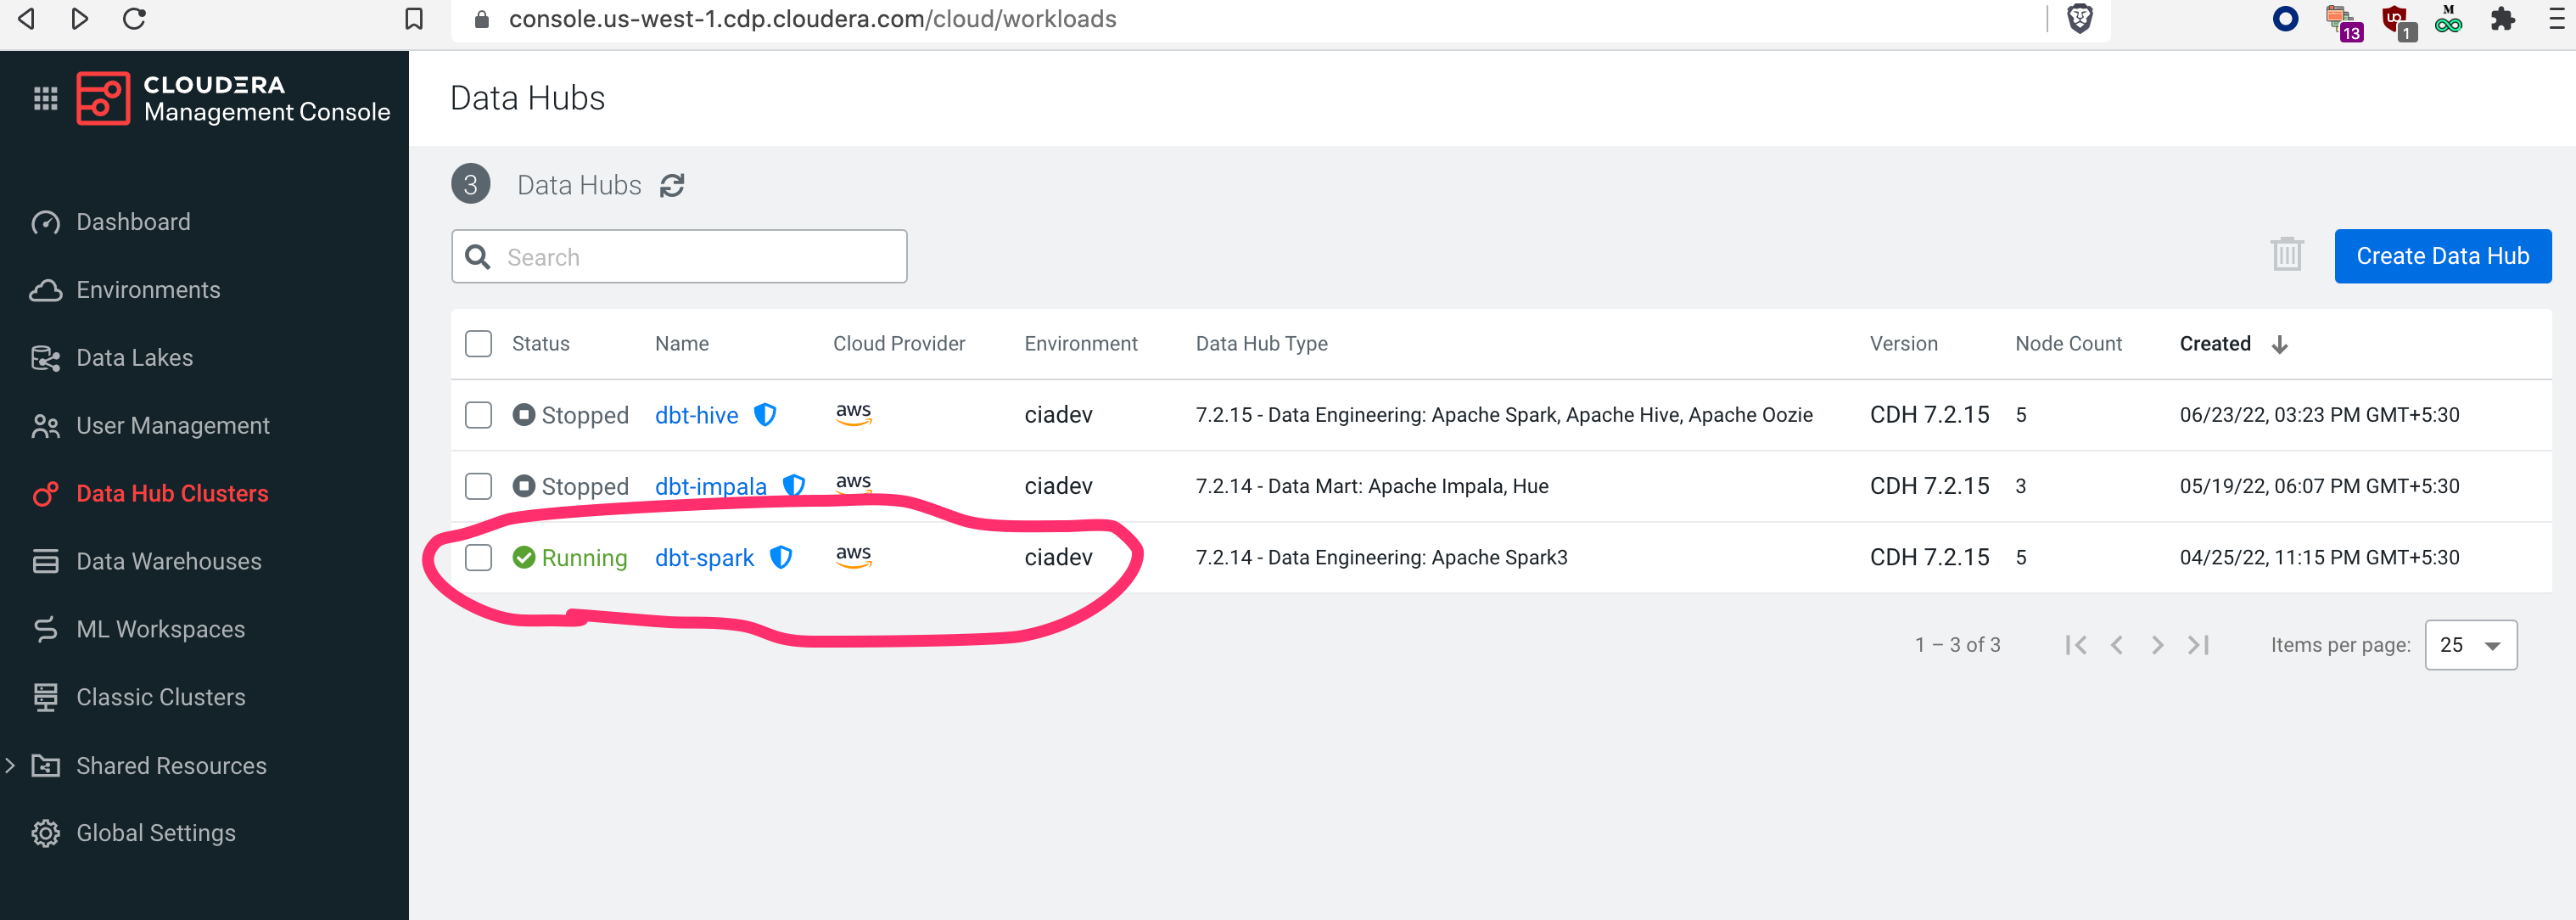 console.us-west-1.cdp.cloudera.com/cloud/workloads
13
UD
1
M
CLOUDERA
Management Console
Dashboard
Environments
Data Lakes
User Management
Data Hub Clusters
Data Warehouses
ML Workspaces
Classic Clusters
Shared Resources
Global Settings
Data Hubs
3 Data Hubs
Search
Create Data Hub
Status Name Cloud Provider Environment Data Hub Type Version Node Count Created
Stopped dbt-hive aws ciadev 7.2.15 - Data Engineering: Apache Spark, Apache Hive, Apache Oozie CDH 7.2.15 5 06/23/22, 03:23 PM GMT+5:30
Stopped dbt-impala aws ciadev 7.2.14 - Data Mart: Apache Impala, Hue CDH 7.2.15 3 05/19/22, 06:07 PM GMT+5:30
Running dbt-spark aws ciadev 7.2.14 - Data Engineering: Apache Spark3 CDH 7.2.15 5 04/25/22, 11:15 PM GMT+5:30
1 – 3 of 3 Items per page: 25